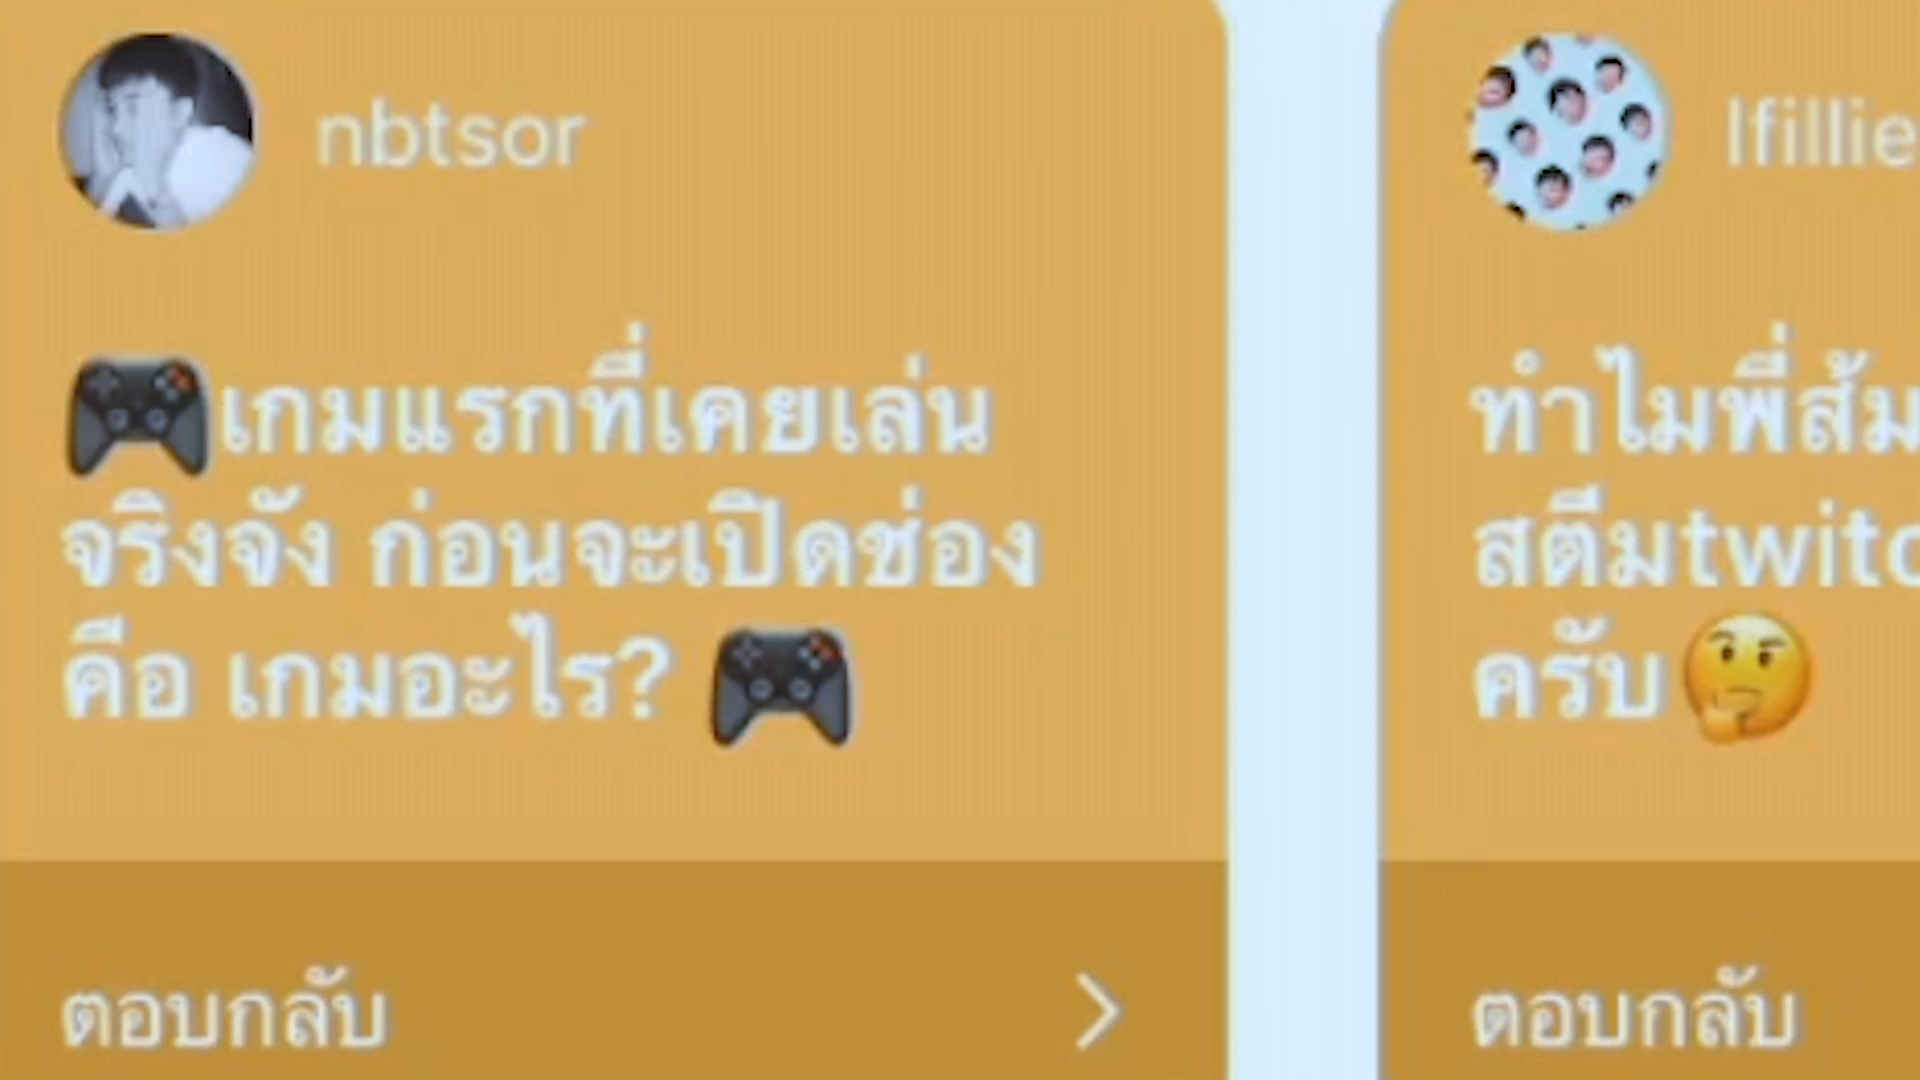 nbtsor
🎮เกมแรกที่เคยเล่น
จริงจัง ก่อนจะเปิดช่อง
คือ เกมอะไร? 🎮
ตอบกลับ
lfillie
ทำไมพี่ส้ม
สตีมtwitc
ครับ🤔
ตอบกลับ